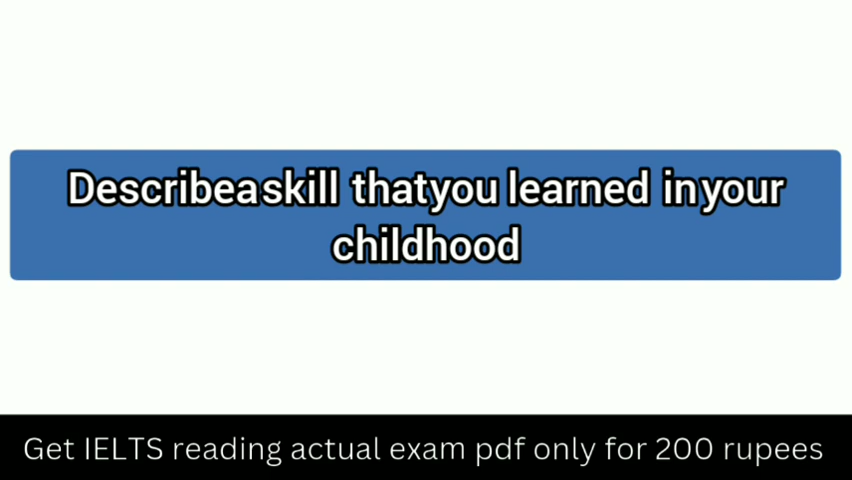 Describeaskill thatyou learned inyour
childhood
Get IELTS reading actual exam pdf only for 200 rupees